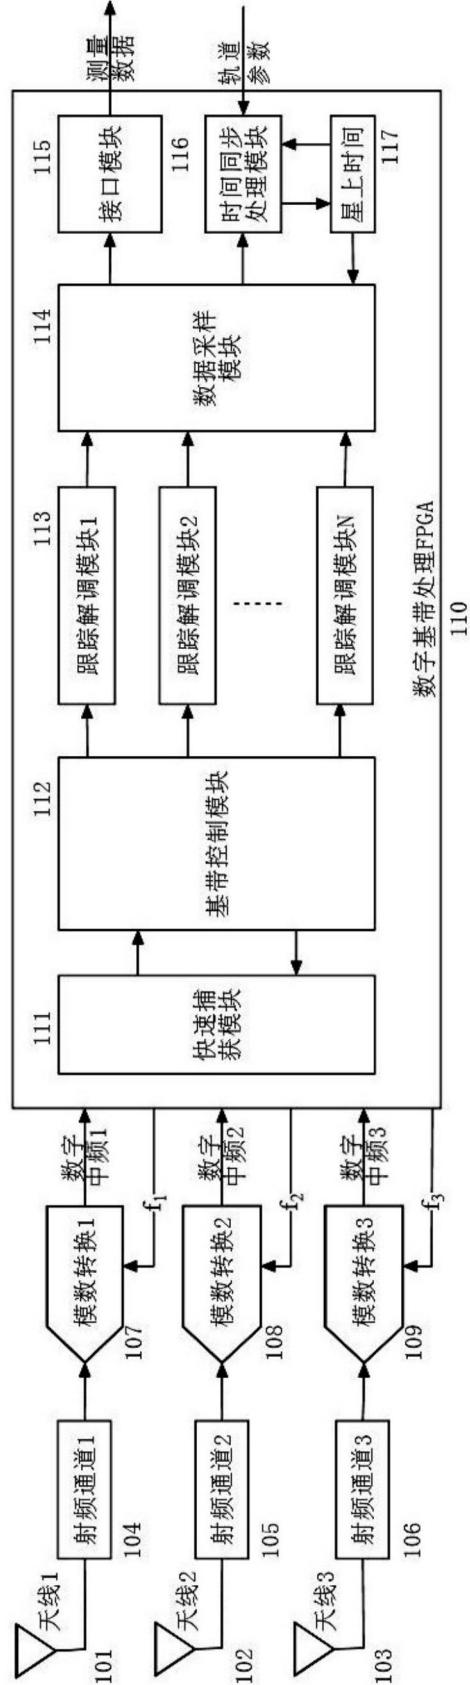 天线1
101
射频通道1
104
模数转换1
107
数字
中频1
f1
天线2
102
射频通道2
105
模数转换2
108
数字
中频2
f2
天线3
103
射频通道3
106
模数转换3
109
数字
中频3
f3
111
快速捕
获模块
112
基带控制模块
113
跟踪解调模块1
跟踪解调模块2
......
跟踪解调模块N
114
数据采样
模块
115
接口模块
测量
数据
116
时间同步
处理模块
轨道
参数
星上时间
117
数字基带处理FPGA
110